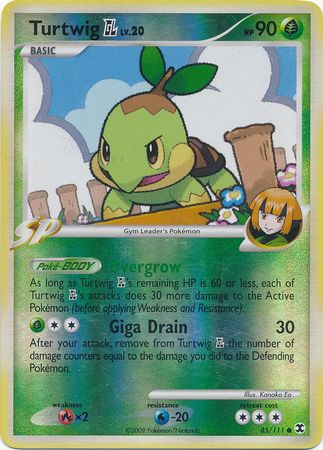 Turtwig GL LV.20 HP 90
BASIC
SP
Gym Leader's Pokémon
Poké-BODY Overgrow
As long as Turtwig GL's remaining HP is 60 or less, each of
Turtwig GL's attacks does 30 more damage to the Active
Pokémon (before applying Weakness and Resistance).
Giga Drain 30
After your attack, remove from Turtwig GL the number of
damage counters equal to the damage you did to the Defending
Pokémon.
Illus. Kanako Eo
weakness resistance retreat cost
×2 -20
©2009 Pokémon/Nintendo 85/111